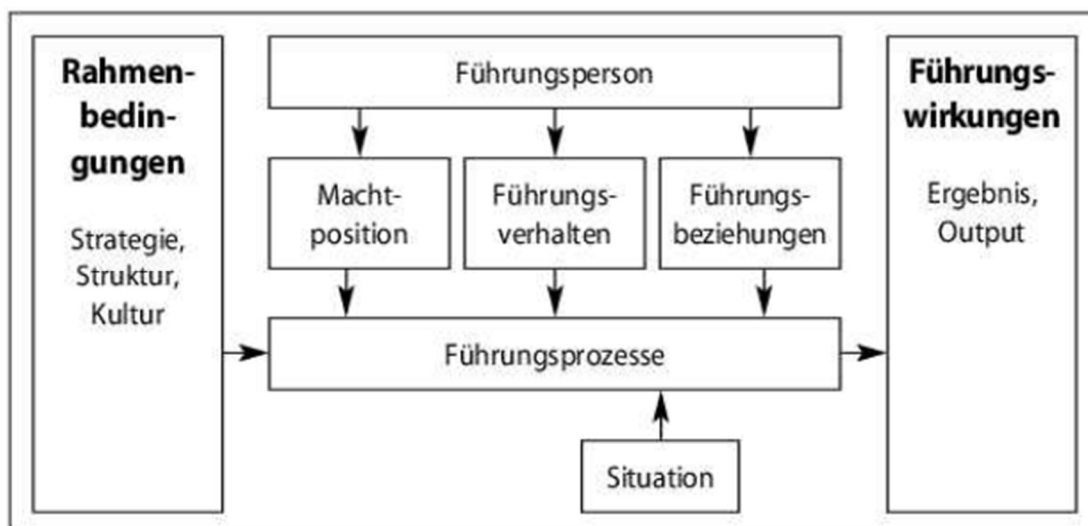 Rahmen-
bedin-
gungen
Strategie,
Struktur,
Kultur
Führungsperson
Macht-
position
Führungs-
verhalten
Führungs-
beziehungen
Führungsprozesse
Situation
Führungs-
wirkungen
Ergebnis,
Output